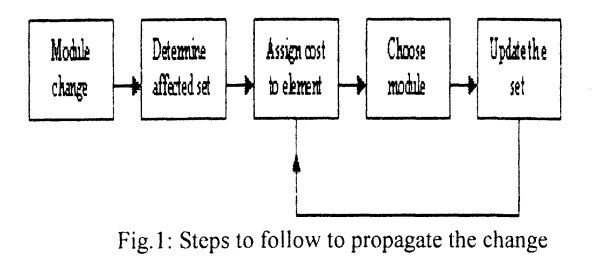 Module
change
Determine
affected set
Assign cost
to element
Choose
module
Update the
set
Fig.1: Steps to follow to propagate the change